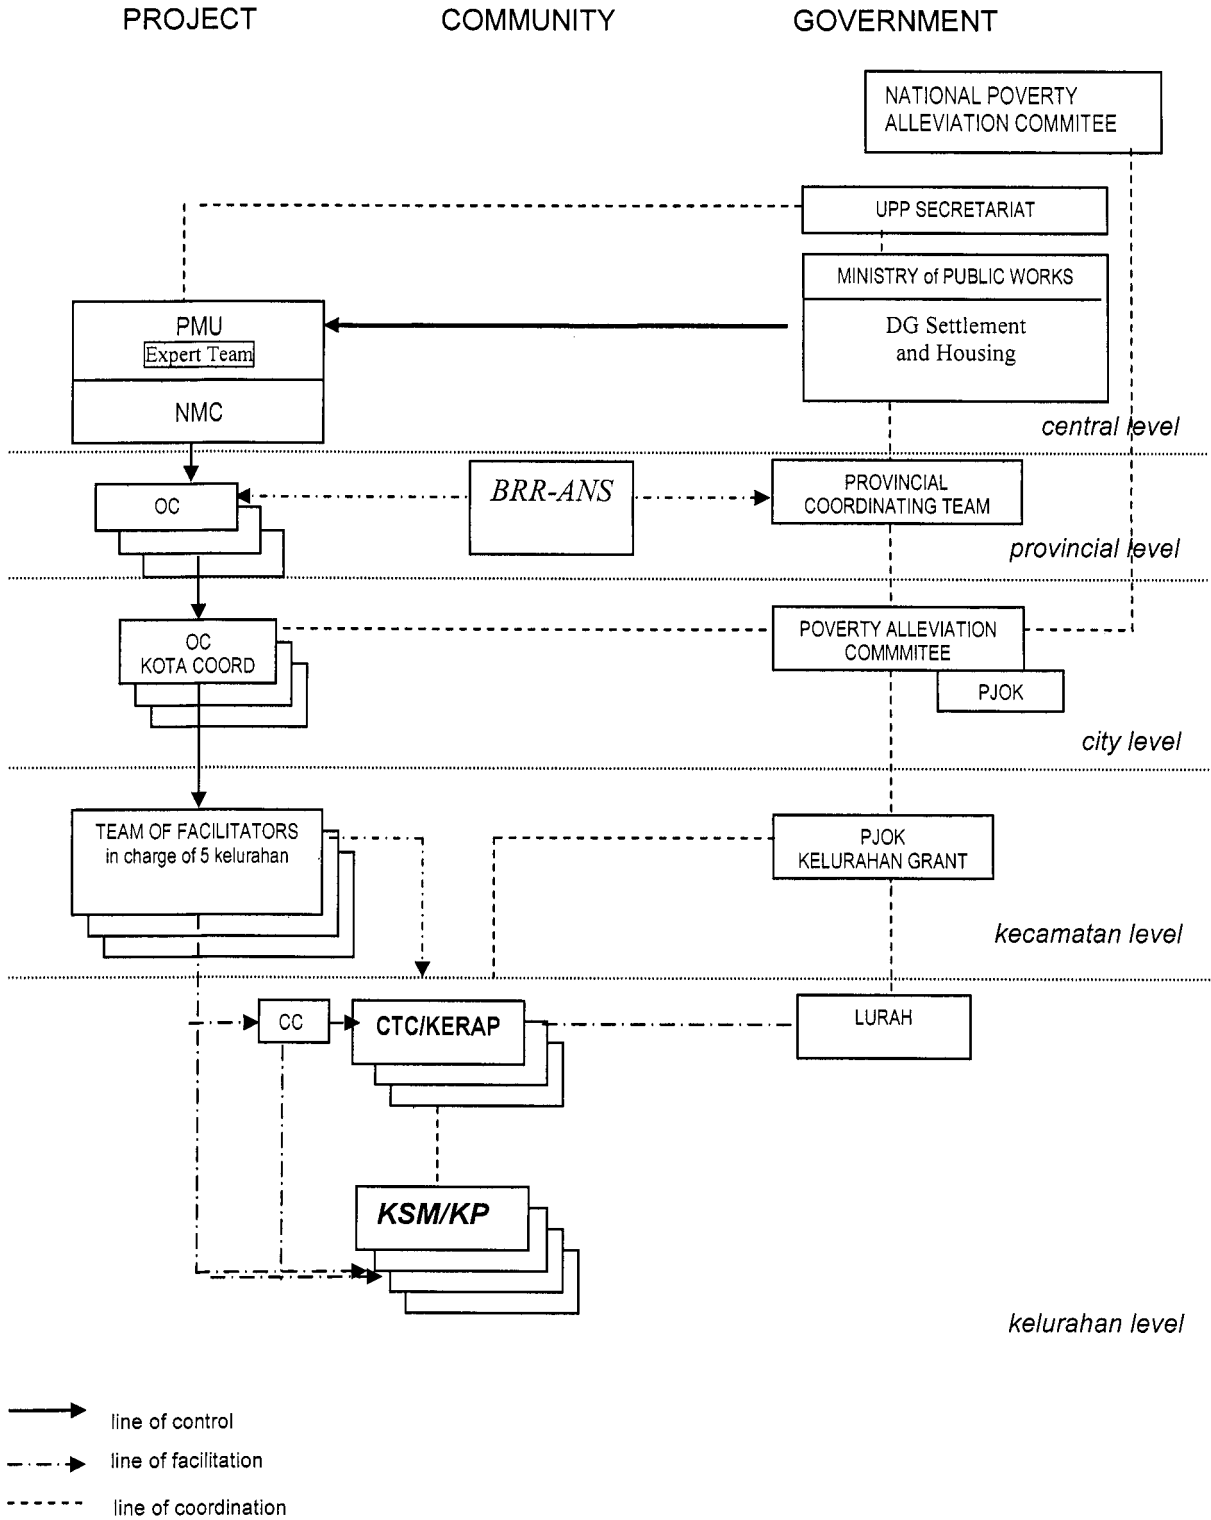 PROJECT COMMUNITY GOVERNMENT
NATIONAL POVERTY
ALLEVIATION COMMITEE
UPP SECRETARIAT
MINISTRY of PUBLIC WORKS
DG Settlement
and Housing
PMU
Expert Team
NMC
central level
OC
BRR-ANS
PROVINCIAL
COORDINATING TEAM
provincial level
OC
KOTA COORD
POVERTY ALLEVIATION
COMMMITEE
PJOK
city level
TEAM OF FACILITATORS
in charge of 5 kelurahan
PJOK
KELURAHAN GRANT
kecamatan level
CC
CTC/KERAP
LURAH
KSM/KP
kelurahan level
line of control
line of facilitation
line of coordination